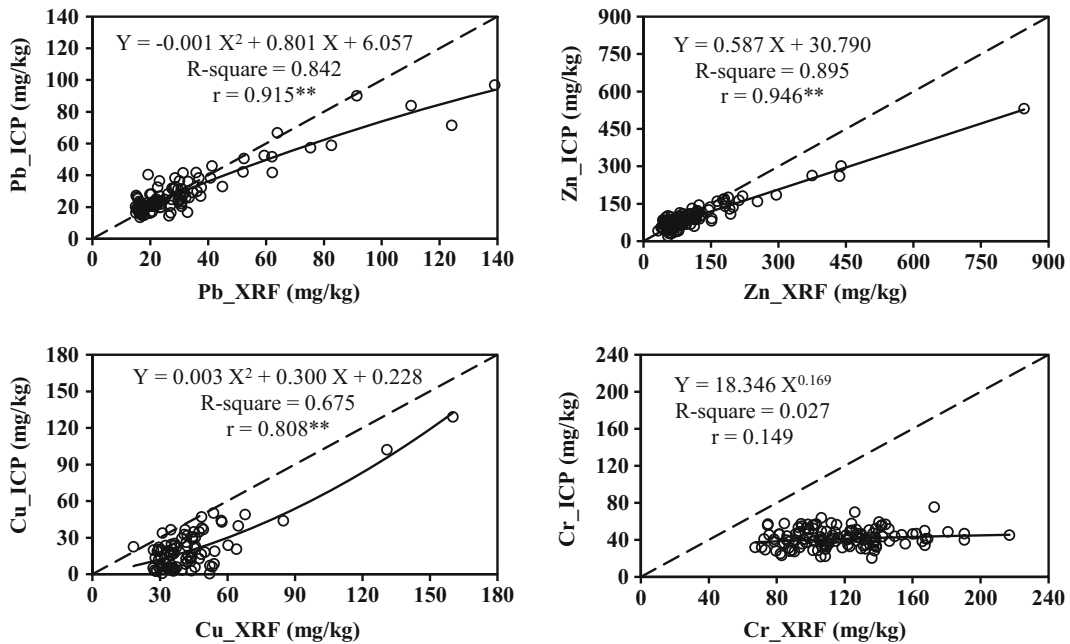 140
120
100
80
60
40
20
0
Pb_ICP (mg/kg)
Y = -0.001 X² + 0.801 X + 6.057
R-square = 0.842
r = 0.915**
0 20 40 60 80 100 120 140
Pb_XRF (mg/kg)
900
750
600
450
300
150
0
Zn_ICP (mg/kg)
Y = 0.587 X + 30.790
R-square = 0.895
r = 0.946**
0 150 300 450 600 750 900
Zn_XRF (mg/kg)
180
150
120
90
60
30
0
Cu_ICP (mg/kg)
Y = 0.003 X² + 0.300 X + 0.228
R-square = 0.675
r = 0.808**
0 30 60 90 120 150 180
Cu_XRF (mg/kg)
240
200
160
120
80
40
0
Cr_ICP (mg/kg)
Y = 18.346 X^0.169
R-square = 0.027
r = 0.149
0 40 80 120 160 200 240
Cr_XRF (mg/kg)